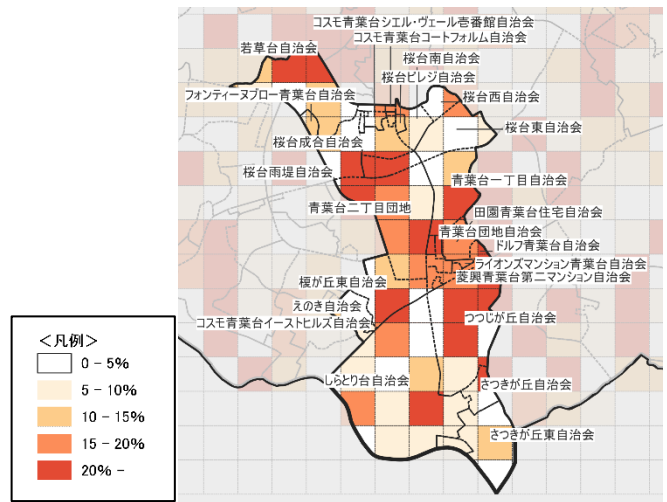 コスモ青葉台シエル・ヴェール壱番館自治会
コスモ青葉台コートフォルム自治会
若草台自治会
桜台南自治会
桜台ビレジ自治会
フォンティーヌブロー青葉台自治会
桜台西自治会
桜台東自治会
桜台成合自治会
桜台雨堤自治会
青葉台一丁目自治会
青葉台二丁目団地
田園青葉台住宅自治会
青葉台団地自治会
ドルフ青葉台自治会
ライオンズマンション青葉台自治会
榎が丘東自治会
菱興青葉台第二マンション自治会
えのき自治会
つつじが丘自治会
コスモ青葉台イーストヒルズ自治会
しらとり台自治会
さつきが丘自治会
さつきが丘東自治会
＜凡例＞
0 - 5%
5 - 10%
10 - 15%
15 - 20%
20% -